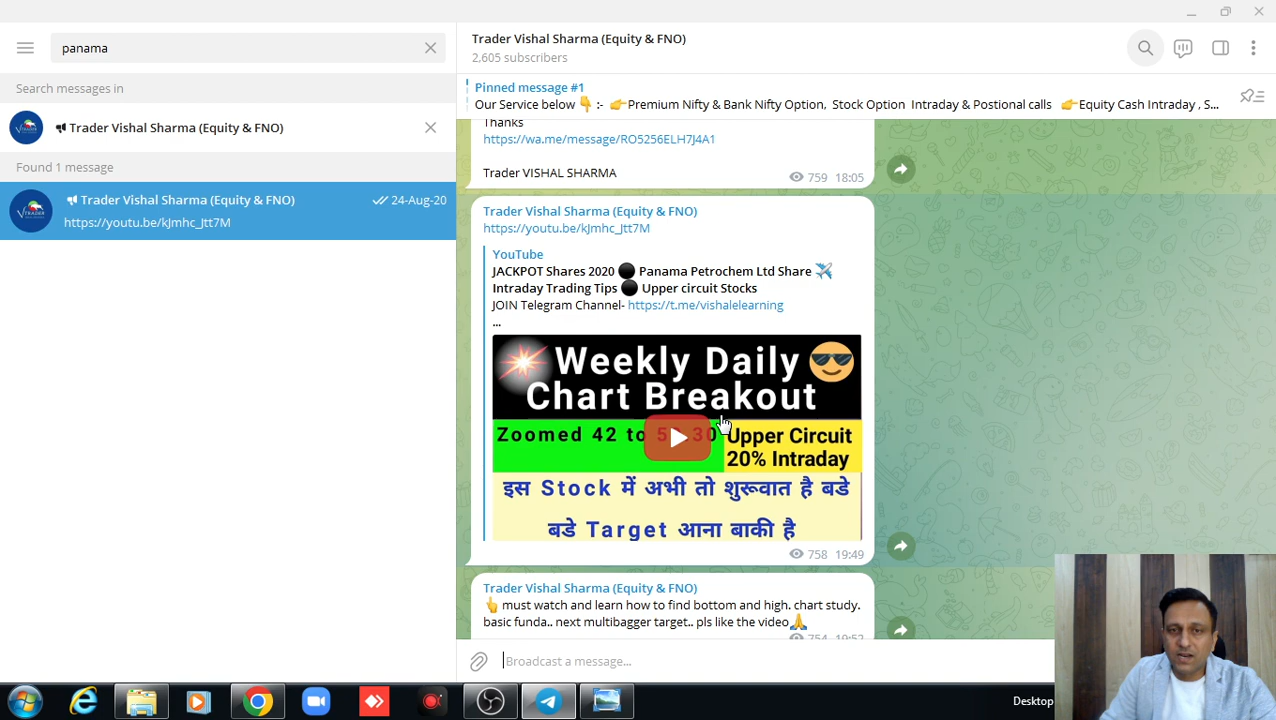 panama
Search messages in
Trader Vishal Sharma (Equity & FNO)
Found 1 message
Trader Vishal Sharma (Equity & FNO)
24-Aug-20
https://youtu.be/kJmhc_Jtt7M
Trader Vishal Sharma (Equity & FNO)
2,605 subscribers
Pinned message #1
Our Service below 👇 :- 👉Premium Nifty & Bank Nifty Option, Stock Option Intraday & Poztional calls 👉Equity Cash Intraday , S...
Thanks
https://wa.me/message/RO5256ELH7J4A1
Trader VISHAL SHARMA
759 18:05
Trader Vishal Sharma (Equity & FNO)
https://youtu.be/kJmhc_Jtt7M
YouTube
JACKPOT Shares 2020 ⚫ Panama Petrochem Ltd Share ✈️
Intraday Trading Tips ⚫ Upper circuit Stocks
JOIN Telegram Channel- https://t.me/vishalelearning
...
Weekly Daily
Chart Breakout
Zoomed 42 to
Upper Circuit
20% Intraday
इस Stock में अभी तो शुरूवात है बडे
बडे Target आना बाकी है
758 19:49
Trader Vishal Sharma (Equity & FNO)
👆 must watch and learn how to find bottom and high. chart study.
basic funda.. next multibagger target.. pls like the video🙏
754 19:52
Broadcast a message...
Desktop